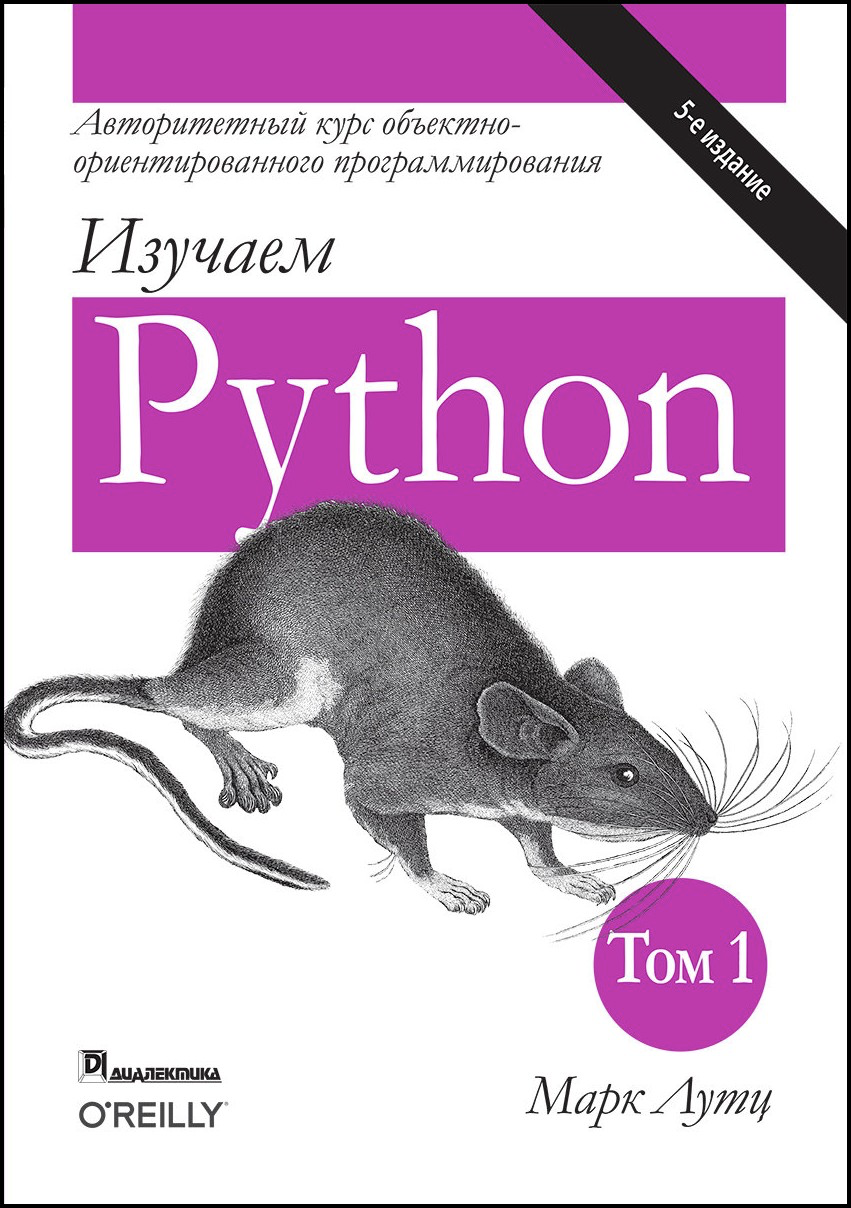 5-е издание
Авторитетный курс объектно-
ориентированного программирования
Изучаем
Python
Том 1
D ДИАЛЕКТИКА
O'REILLY®
Марк Лутц